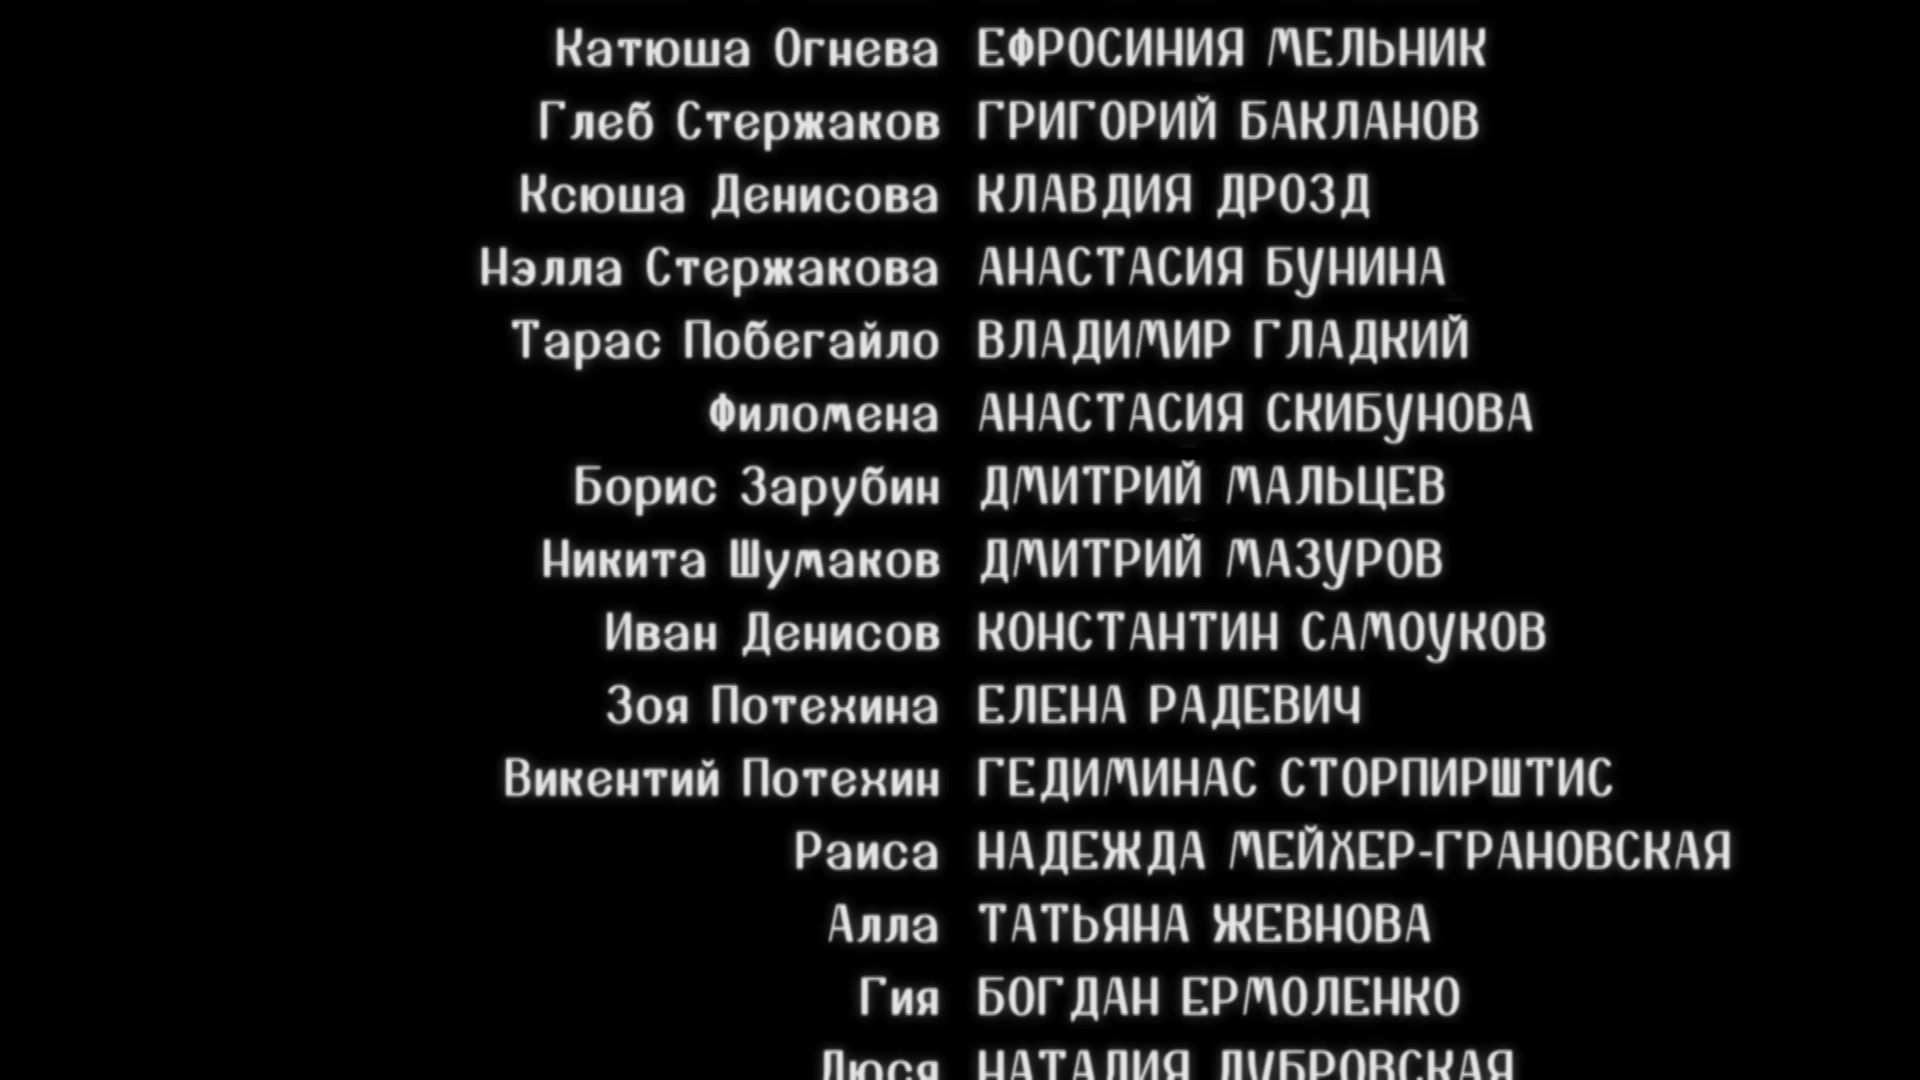 Катюша Огнева ЕФРОСИНИЯ МЕЛЬНИК
Глеб Стержаков ГРИГОРИЙ БАКЛАНОВ
Ксюша Денисова КЛАВДИЯ ДРОЗД
Нэлла Стержакова АНАСТАСИЯ БУНИНА
Тарас Побегайло ВЛАДИМИР ГЛАДКИЙ
Филомена АНАСТАСИЯ СКИБУНОВА
Борис Зарубин ДМИТРИЙ МАЛЬЦЕВ
Никита Шумаков ДМИТРИЙ МАЗУРОВ
Иван Денисов КОНСТАНТИН САМОУКОВ
Зоя Потехина ЕЛЕНА РАДЕВИЧ
Викентий Потехин ГЕДИМИНАС СТОРПИРШТИС
Раиса НАДЕЖДА МЕЙХЕР-ГРАНОВСКАЯ
Алла ТАТЬЯНА ЖЕВНОВА
Гия БОГДАН ЕРМОЛЕНКО
НАТАЛИЯ ДУБРОВСКАЯ